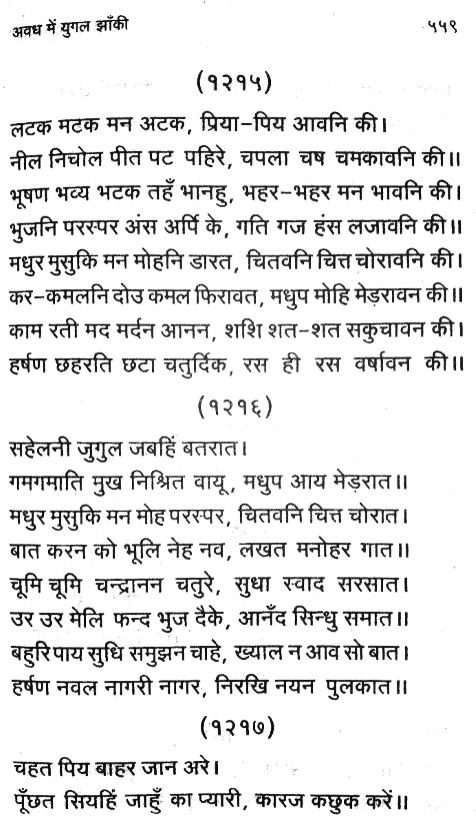 अवध में युगल झाँकी ५५९
(१२१५)
लटक मटक मन अटक, प्रिया-पिय आवनि की।
नील निचोल पीत पट पहिरे, चपला चष चमकावनि की॥
भूषण भव्य भटक तहँ भानहु, भहर-भहर मन भावनि की।
भुजनि परस्पर अंस अर्पि के, गति गज हंस लजावनि की॥
मधुर मुसुकि मन मोहनि डारत, चितवनि चित्त चोरावनि की।
कर-कमलनि दोउ कमल फिरावत, मधुप मोहि मेड़रावन की॥
काम रती मद मर्दन आनन, शशि शत-शत सकुचावन की।
हर्षण छहरति छटा चतुर्दिक, रस ही रस वर्षावन की॥
(१२१६)
सहेलनी जुगुल जबहिं बतरात।
गमगमाति मुख निश्रित वायू, मधुप आय मेड़रात॥
मधुर मुसुकि मन मोह परस्पर, चितवनि चित्त चोरात।
बात करन को भूलि नेह नव, लखत मनोहर गात॥
चूमि चूमि चन्द्रानन चतुरे, सुधा स्वाद सरसात।
उर उर मेलि फन्द भुज दैके, आनँद सिन्धु समात॥
बहुरि पाय सुधि समुझन चाहे, ख्याल न आव सो बात।
हर्षण नवल नागरी नागर, निरखि नयन पुलकात॥
(१२१७)
चहत पिय बाहर जान अरे।
पूँछत सियहिं जाहुँ का प्यारी, कारज कछुक करें॥